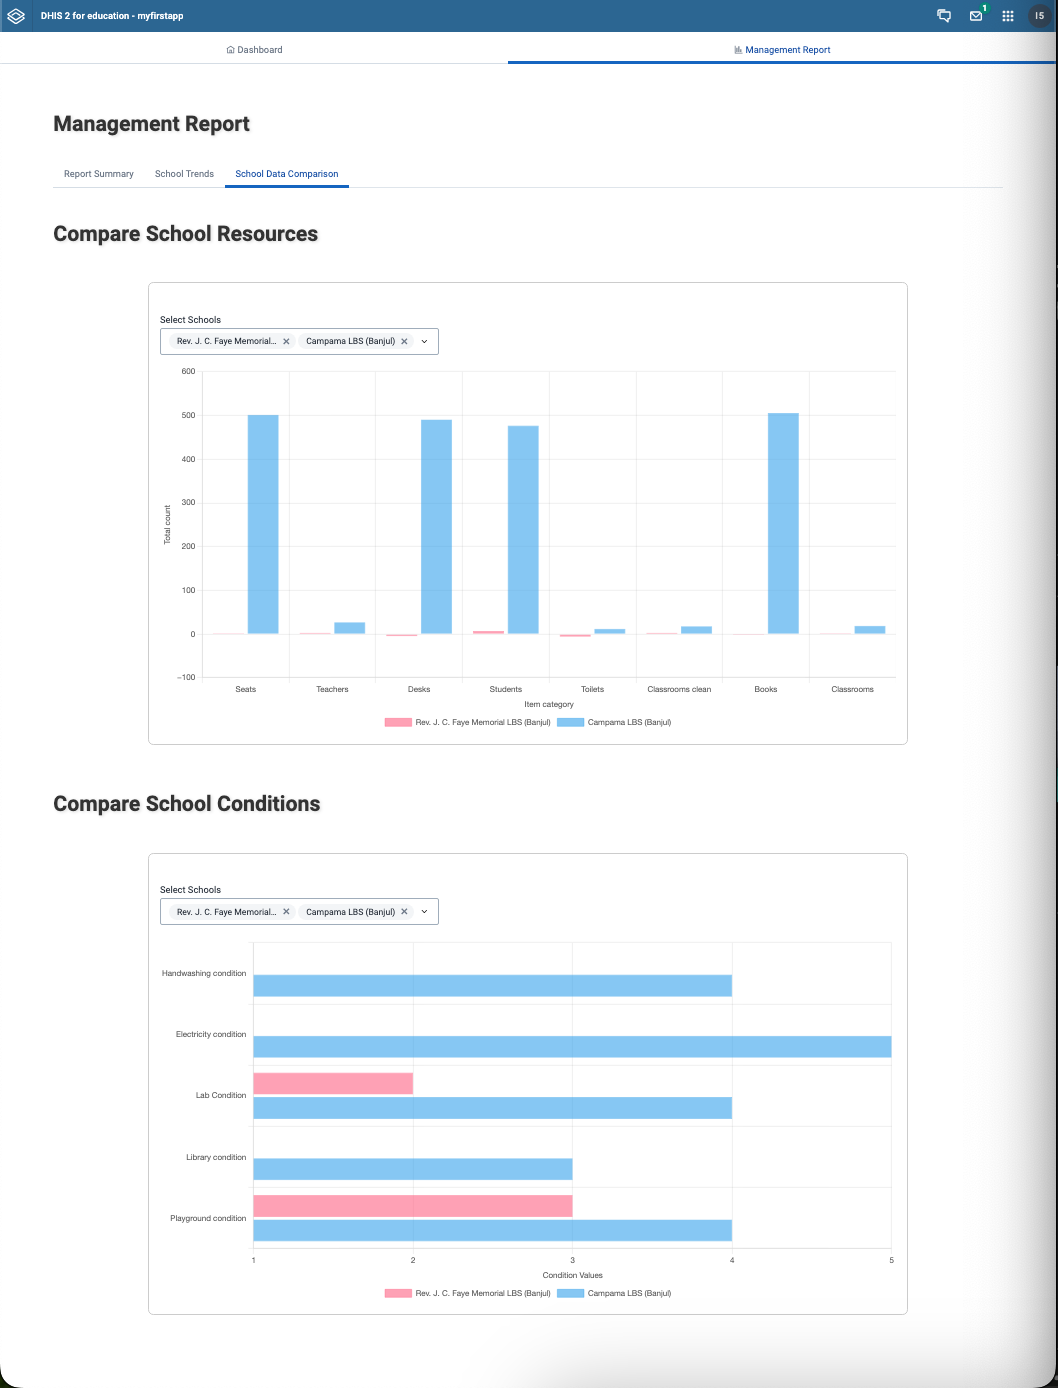 DHIS 2 for education - myfirstapp
1
I5
Dashboard
Management Report
Management Report
Report Summary School Trends School Data Comparison
Compare School Resources
Select Schools
Rev. J. C. Faye Memorial... Campama LBS (Banjul)
600
500
400
300
200
100
0
−100
Total count
Seats Teachers Desks Students Toilets Classrooms clean Books Classrooms
Item category
Rev. J. C. Faye Memorial LBS (Banjul) Campama LBS (Banjul)
Compare School Conditions
Select Schools
Rev. J. C. Faye Memorial... Campama LBS (Banjul)
Handwashing condition
Electricity condition
Lab Condition
Library condition
Playground condition
1 2 3 4 5
Condition Values
Rev. J. C. Faye Memorial LBS (Banjul) Campama LBS (Banjul)